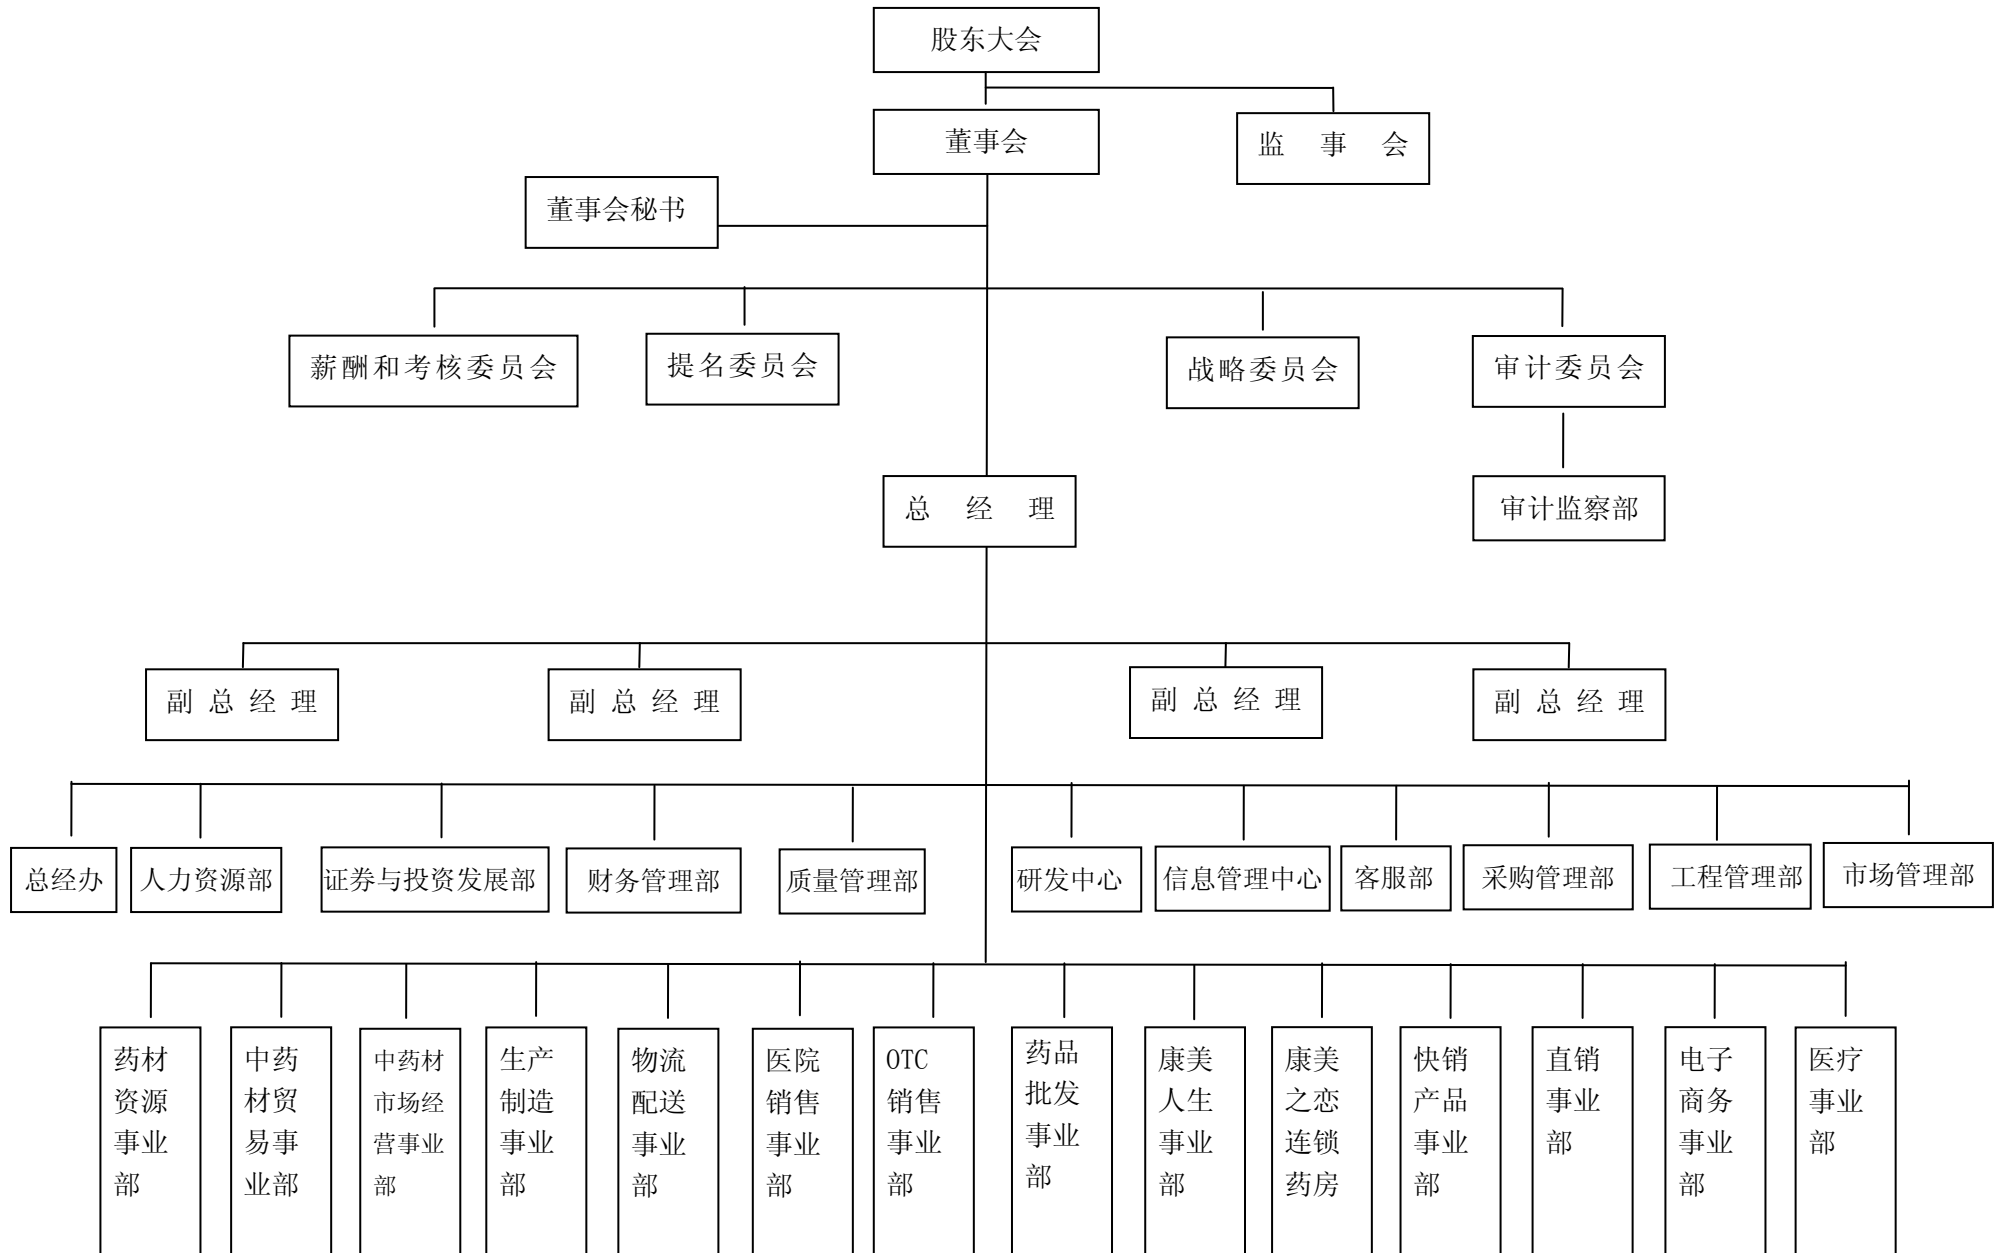 股东大会
董事会
监 事 会
董事会秘书
薪酬和考核委员会
提名委员会
战略委员会
审计委员会
总 经 理
审计监察部
副 总 经 理
副 总 经 理
副 总 经 理
副 总 经 理
总经办
人力资源部
证券与投资发展部
财务管理部
质量管理部
研发中心
信息管理中心
客服部
采购管理部
工程管理部
市场管理部
药材
资源
事业
部
中药
材贸
易事
业部
中药材
市场经
营事业
部
生产
制造
事业
部
物流
配送
事业
部
医院
销售
事业
部
OTC
销售
事业
部
药品
批发
事业
部
康美
人生
事业
部
康美
之恋
连锁
药房
快销
产品
事业
部
直销
事业
部
电子
商务
事业
部
医疗
事业
部